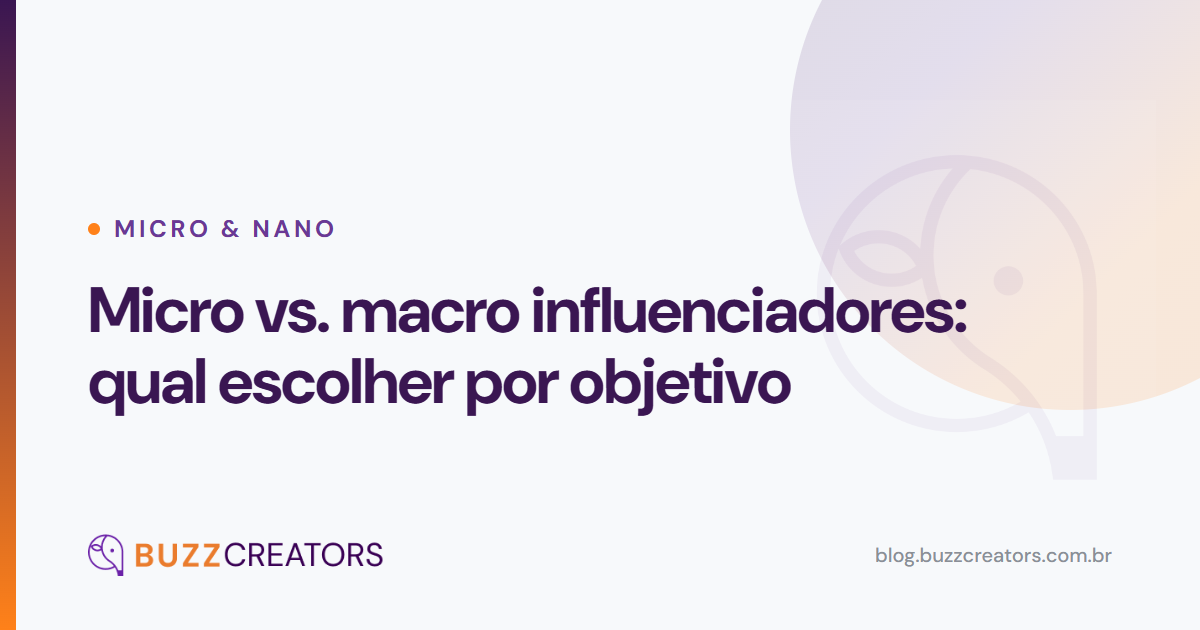 MICRO & NANO
Micro vs. macro influenciadores:
qual escolher por objetivo
BUZZCREATORS
blog.buzzcreators.com.br